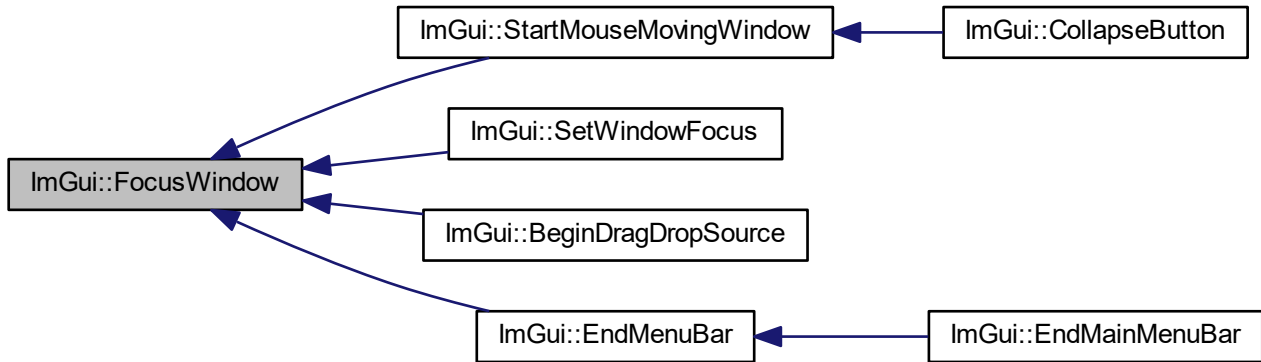 ImGui::StartMouseMovingWindow
ImGui::CollapseButton
ImGui::SetWindowFocus
ImGui::FocusWindow
ImGui::BeginDragDropSource
ImGui::EndMenuBar
ImGui::EndMainMenuBar